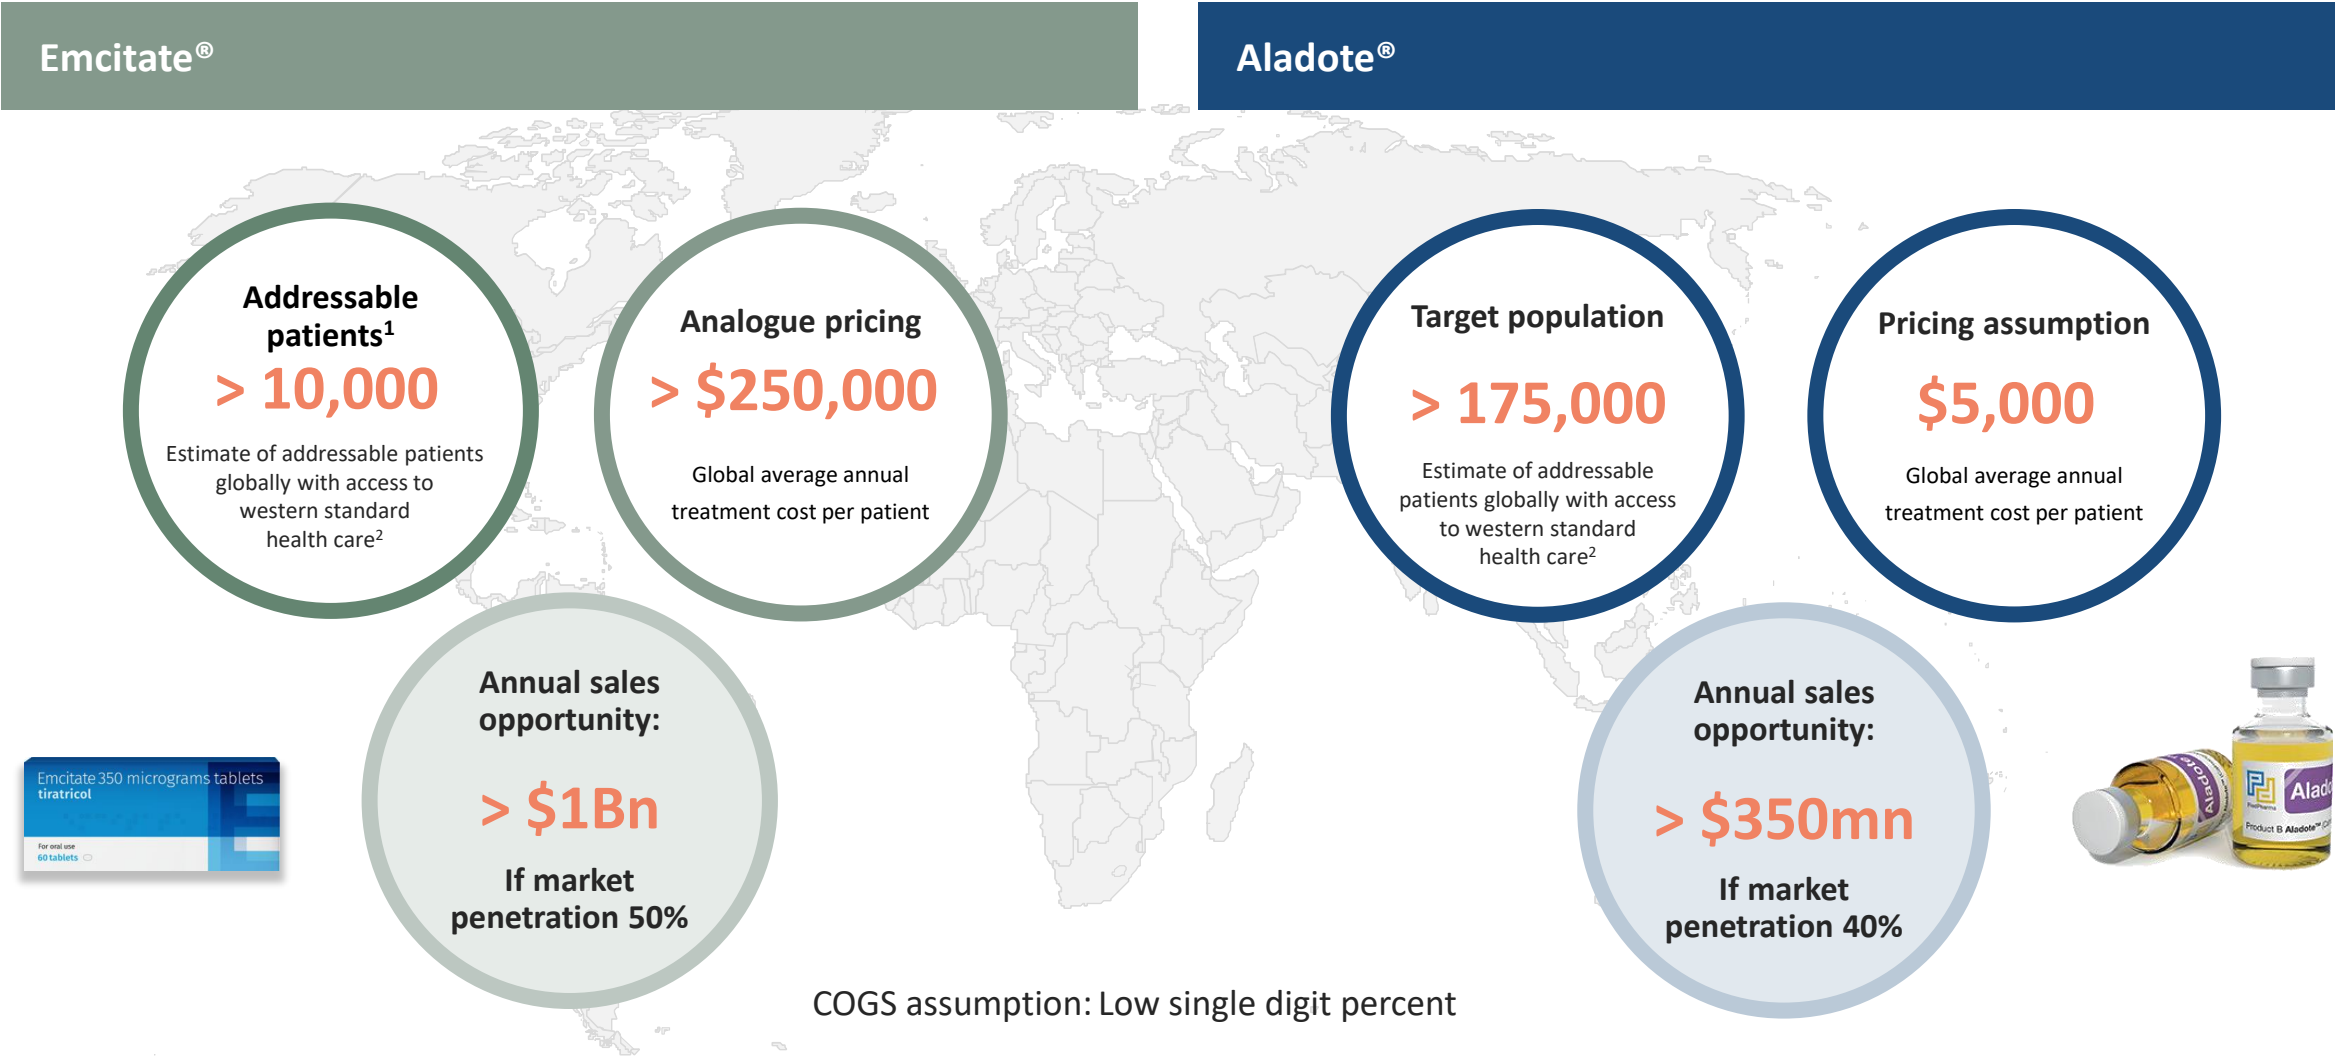 Emcitate®
Aladote®
Addressable
patients¹
> 10,000
Estimate of addressable patients
globally with access to
western standard
health care²
Analogue pricing
> $250,000
Global average annual
treatment cost per patient
Target population
> 175,000
Estimate of addressable
patients globally with access
to western standard
health care²
Pricing assumption
$5,000
Global average annual
treatment cost per patient
Annual sales
opportunity:
> $1Bn
If market
penetration 50%
Annual sales
opportunity:
> $350mn
If market
penetration 40%
Emcitate 350 micrograms tablets
tiratricol
For oral use
60 tablets
Aladote
Alado
Product B Aladote™
COGS assumption: Low single digit percent